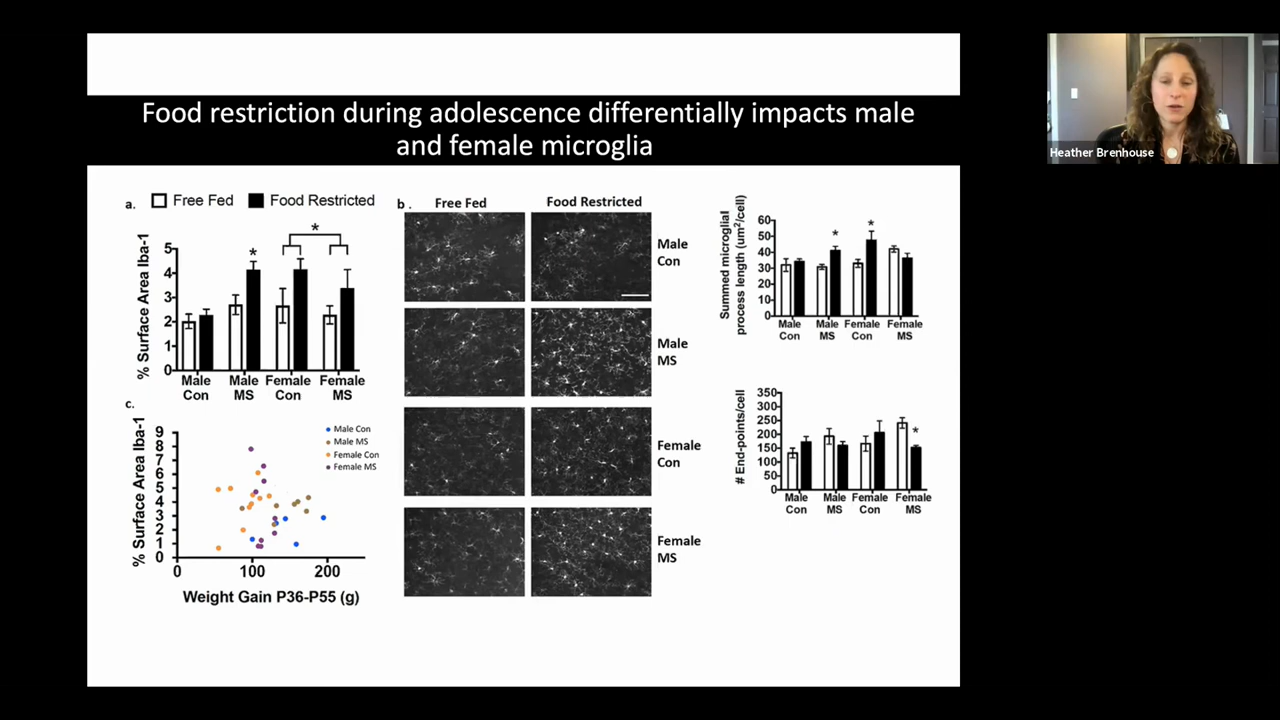 Food restriction during adolescence differentially impacts male
and female microglia
Heather Brenhouse
a.
Free Fed
Food Restricted
% Surface Area Iba-1
5
4
3
2
1
0
*
*
Male
Con
Male
MS
Female
Con
Female
MS
b .
Free Fed
Food Restricted
Male
Con
Male
MS
Female
Con
Female
MS
c.
% Surface Area Iba-1
9
8
7
6
5
4
3
2
1
0
0
100
200
Weight Gain P36-P55 (g)
Male Con
Male MS
Female Con
Female MS
Summed microglial
process length (um²/cell)
60
50
40
30
20
10
0
*
*
Male
Con
Male
MS
Female
Con
Female
MS
# End-points/cell
350
300
250
200
150
100
50
0
*
Male
Con
Male
MS
Female
Con
Female
MS